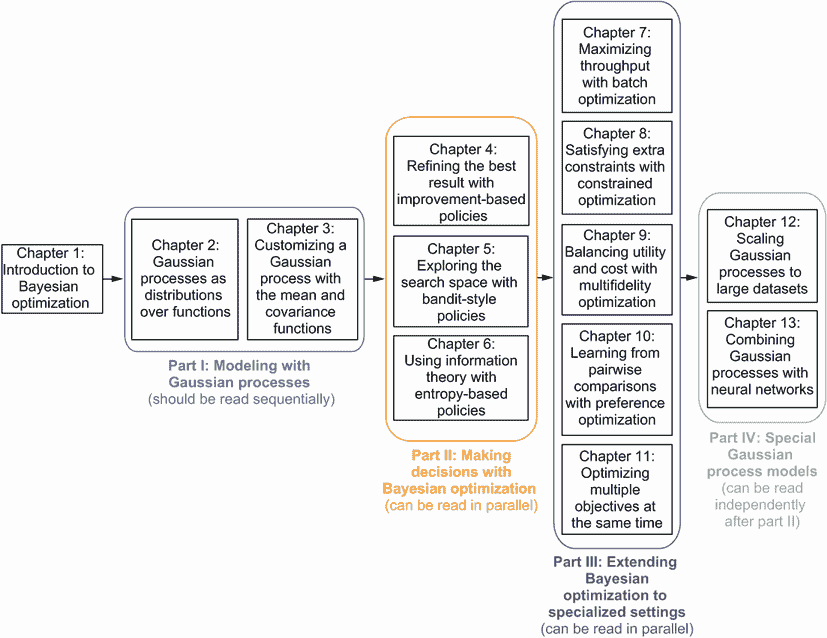 Chapter 1:
Introduction to
Bayesian
optimization
Chapter 2:
Gaussian
processes as
distributions
over functions
Chapter 3:
Customizing a
Gaussian
process with
the mean and
covariance
functions
Part I: Modeling with
Gaussian processes
(should be read sequentially)
Chapter 4:
Refining the best
result with
improvement-based
policies
Chapter 5:
Exploring the
search space with
bandit-style
policies
Chapter 6:
Using information
theory with
entropy-based
policies
Part II: Making
decisions with
Bayesian optimization
(can be read in parallel)
Chapter 7:
Maximizing
throughput
with batch
optimization
Chapter 8:
Satisfying extra
constraints with
constrained
optimization
Chapter 9:
Balancing utility
and cost with
multifidelity
optimization
Chapter 10:
Learning from
pairwise
comparisons
with preference
optimization
Chapter 11:
Optimizing
multiple
objectives at
the same time
Part III: Extending
Bayesian
optimization to
specialized settings
(can be read in parallel)
Chapter 12:
Scaling
Gaussian
processes to
large datasets
Chapter 13:
Combining
Gaussian
processes with
neural networks
Part IV: Special
Gaussian
process models
(can be read
independently
after part II)